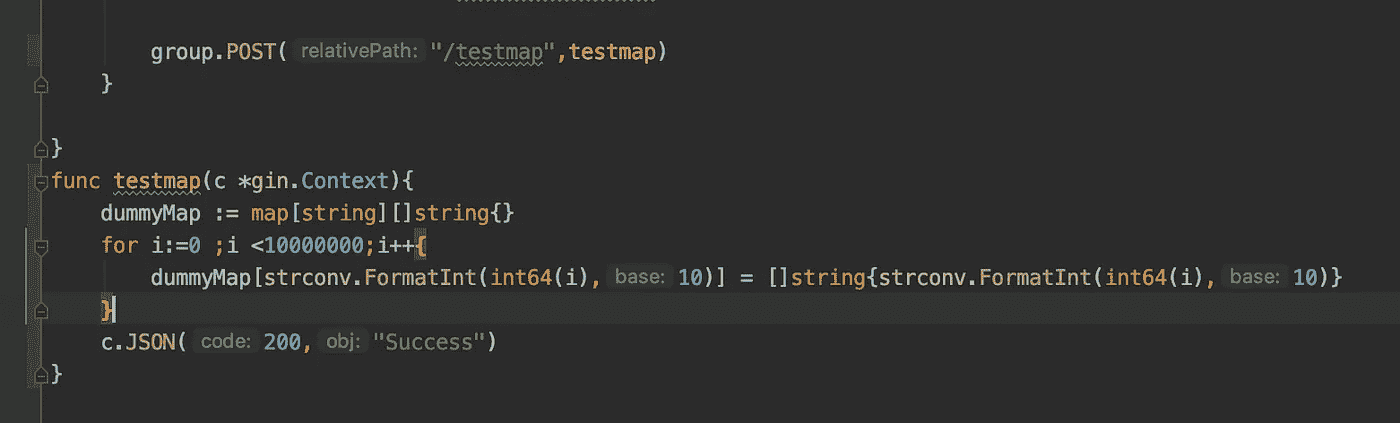 group.POST( relativePath: "/testmap",testmap)
}
}
func testmap(c *gin.Context){
dummyMap := map[string][]string{}
for i:=0 ;i <10000000;i++{
dummyMap[strconv.FormatInt(int64(i), base: 10)] = []string{strconv.FormatInt(int64(i), base: 10)}
}
c.JSON( code: 200, obj: "Success")
}